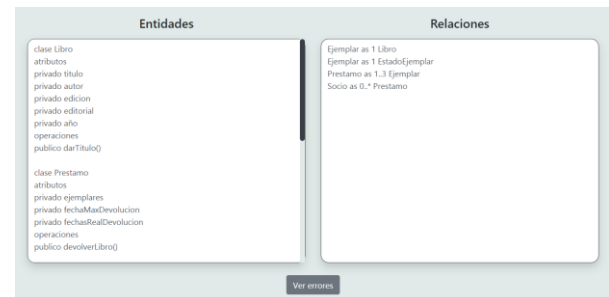 Entidades
clase Libro
atributos
privado titulo
privado autor
privado edicion
privado editorial
privado año
operaciones
publico darTitulo()
clase Prestamo
atributos
privado ejemplares
privado fechaMaxDevolucion
privado fechasRealDevolucion
operaciones
publico devolverLibro()
Relaciones
Ejemplar as 1 Libro
Ejemplar as 1 EstadoEjemplar
Prestamo as 1..3 Ejemplar
Socio as 0..* Prestamo
Ver errores